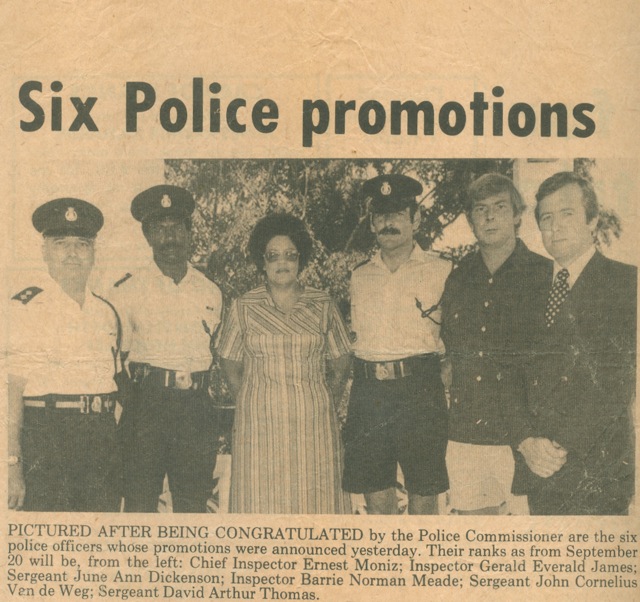 Six Police promotions
PICTURED AFTER BEING CONGRATULATED by the Police Commissioner are the six
police officers whose promotions were announced yesterday. Their ranks as from September
20 will be, from the left: Chief Inspector Ernest Moniz; Inspector Gerald Everald James;
Sergeant June Ann Dickenson; Inspector Barrie Norman Meade; Sergeant John Cornelius
Van de Weg; Sergeant David Arthur Thomas.